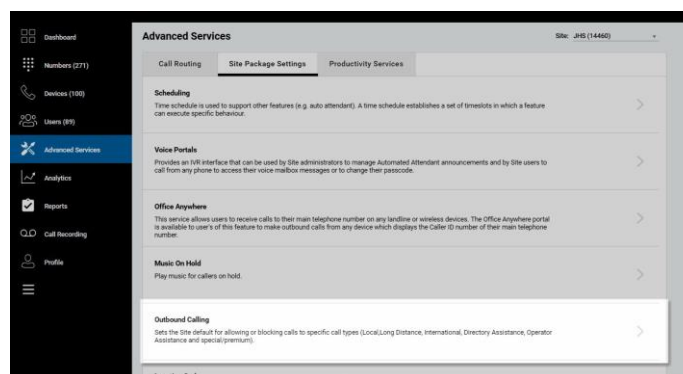 Dashboard
Numbers (271)
Devices (100)
Users (89)
Advanced Services
Analytics
Reports
Call Recording
Profile
Advanced Services
Site: JHS (14460)
Call Routing
Site Package Settings
Productivity Services
Scheduling
Time schedule is used to support other features (e.g. auto attendant). A time schedule establishes a set of timeslots in which a feature
can execute specific behaviour.
Voice Portals
Provides an IVR interface that can be used by Site administrators to manage Automated Attendant announcements and by Site users to
call from any phone to access their voice mailbox messages or to change their passcode.
Office Anywhere
This service allows users to receive calls to their main telephone number on any landline or wireless devices. The Office Anywhere portal
is available to user's of this feature to make outbound calls from any device which displays the Caller ID number of their main telephone
number.
Music On Hold
Play music for callers on hold.
Outbound Calling
Sets the Site default for allowing or blocking calls to specific call types (Local,Long Distance, International, Directory Assistance, Operator
Assistance and special/premium).